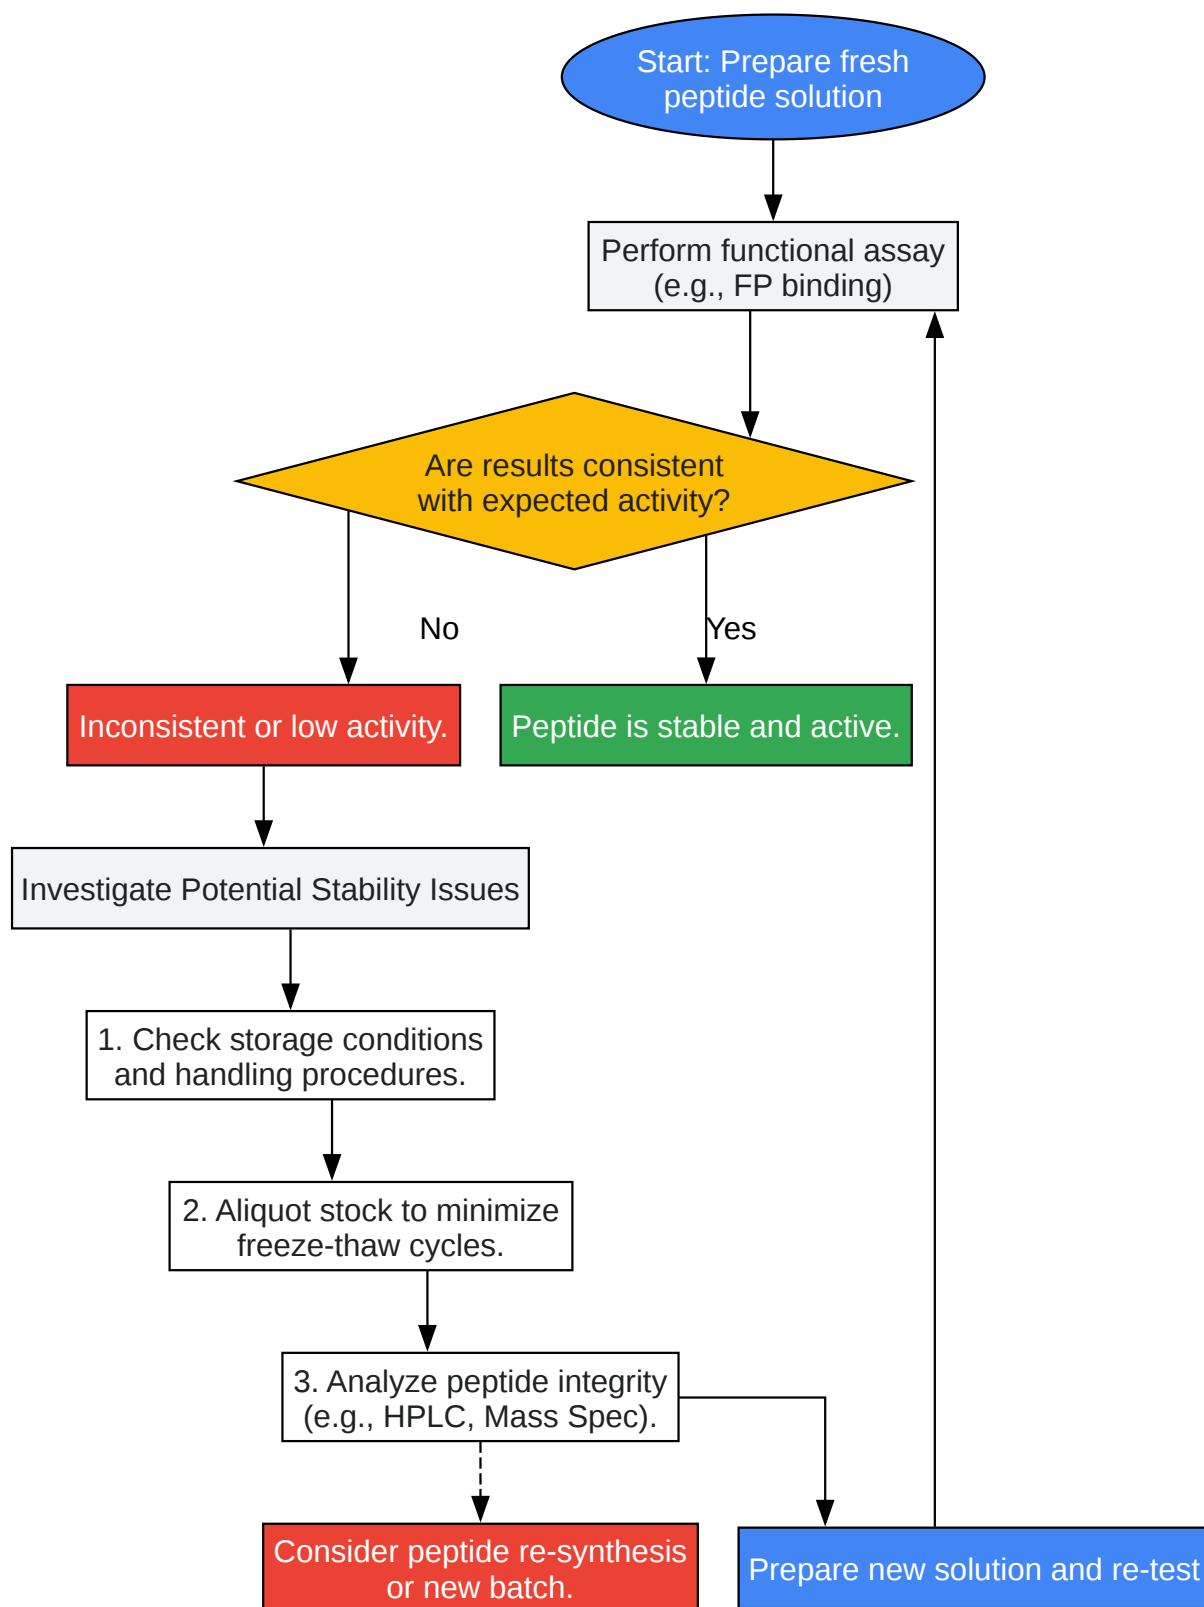 Start: Prepare fresh
peptide solution
Perform functional assay
(e.g., FP binding)
Are results consistent
with expected activity?
No
Yes
Inconsistent or low activity.
Peptide is stable and active.
Investigate Potential Stability Issues
1. Check storage conditions
and handling procedures.
2. Aliquot stock to minimize
freeze-thaw cycles.
3. Analyze peptide integrity
(e.g., HPLC, Mass Spec).
Consider peptide re-synthesis
or new batch.
Prepare new solution and re-test